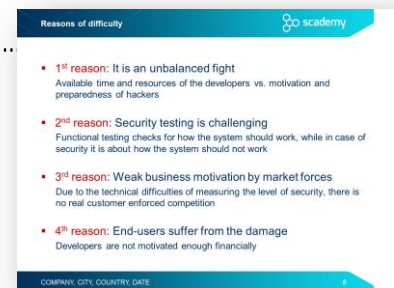 Reasons of difficulty
scademy
▪ 1st reason: It is an unbalanced fight
Available time and resources of the developers vs. motivation and
preparedness of hackers
▪ 2nd reason: Security testing is challenging
Functional testing checks for how the system should work, while in case of
security it is about how the system should not work
▪ 3rd reason: Weak business motivation by market forces
Due to the technical difficulties of measuring the level of security, there is
no real customer enforced competition
▪ 4th reason: End-users suffer from the damage
Developers are not motivated enough financially
COMPANY, CITY, COUNTRY, DATE
6